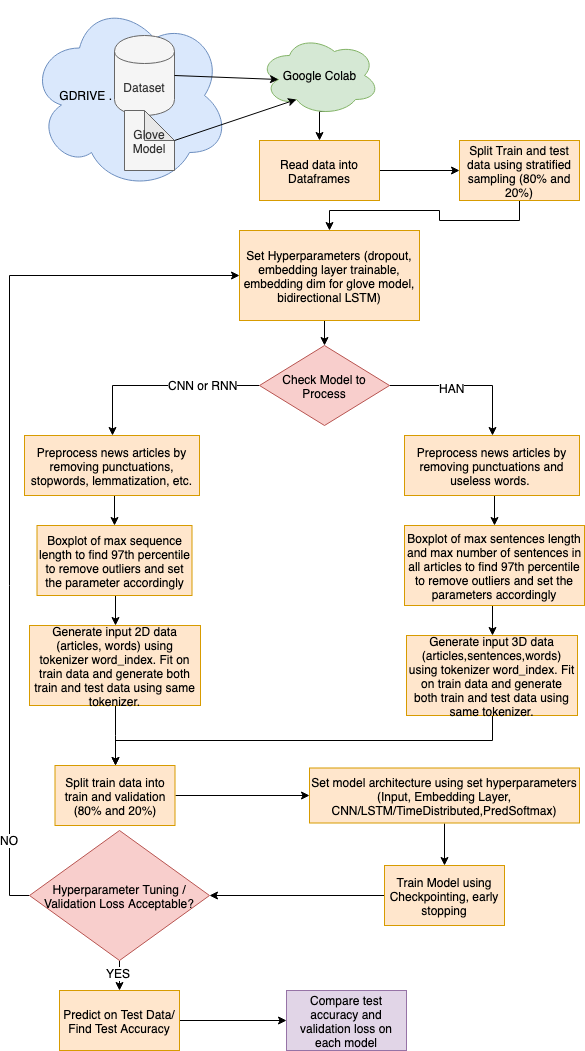 GDRIVE .
Dataset
Glove
Model
Google Colab
Read data into
Dataframes
Split Train and test
data using stratified
sampling (80% and
20%)
Set Hyperparameters (dropout,
embedding layer trainable,
embedding dim for glove model,
bidirectional LSTM)
Check Model to
Process
CNN or RNN
HAN
Preprocess news articles by
removing punctuations,
stopwords, lemmatization, etc.
Preprocess news articles by
removing punctuations and
useless words.
Boxplot of max sequence
length to find 97th percentile
to remove outliers and set
the parameter accordingly
Boxplot of max sentences length
and max number of sentences in
all articles to find 97th percentile
to remove outliers and set the
parameters accordingly
Generate input 2D data
(articles, words) using
tokenizer word_index. Fit on
train data and generate both
train and test data using same
tokenizer.
Generate input 3D data
(articles,sentences,words)
using tokenizer word_index. Fit
on train data and generate
both train and test data using
same tokenizer.
Split train data into
train and validation
(80% and 20%)
Set model architecture using set hyperparameters
(Input, Embedding Layer,
CNN/LSTM/TimeDistributed,PredSoftmax)
NO
Hyperparameter Tuning /
Validation Loss Acceptable?
Train Model using
Checkpointing, early
stopping
YES
Predict on Test Data/
Find Test Accuracy
Compare test
accuracy and
validation loss on
each model